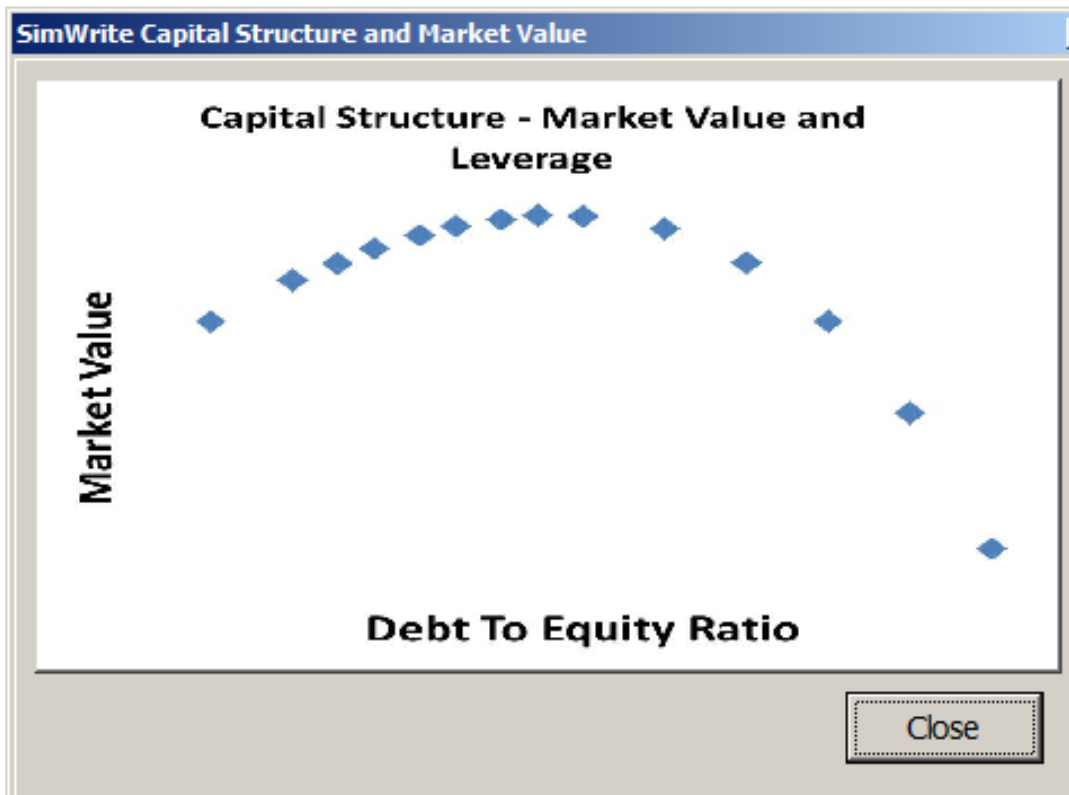 SimWrite Capital Structure and Market Value
Capital Structure - Market Value and
Leverage
Market Value
Debt To Equity Ratio
Close